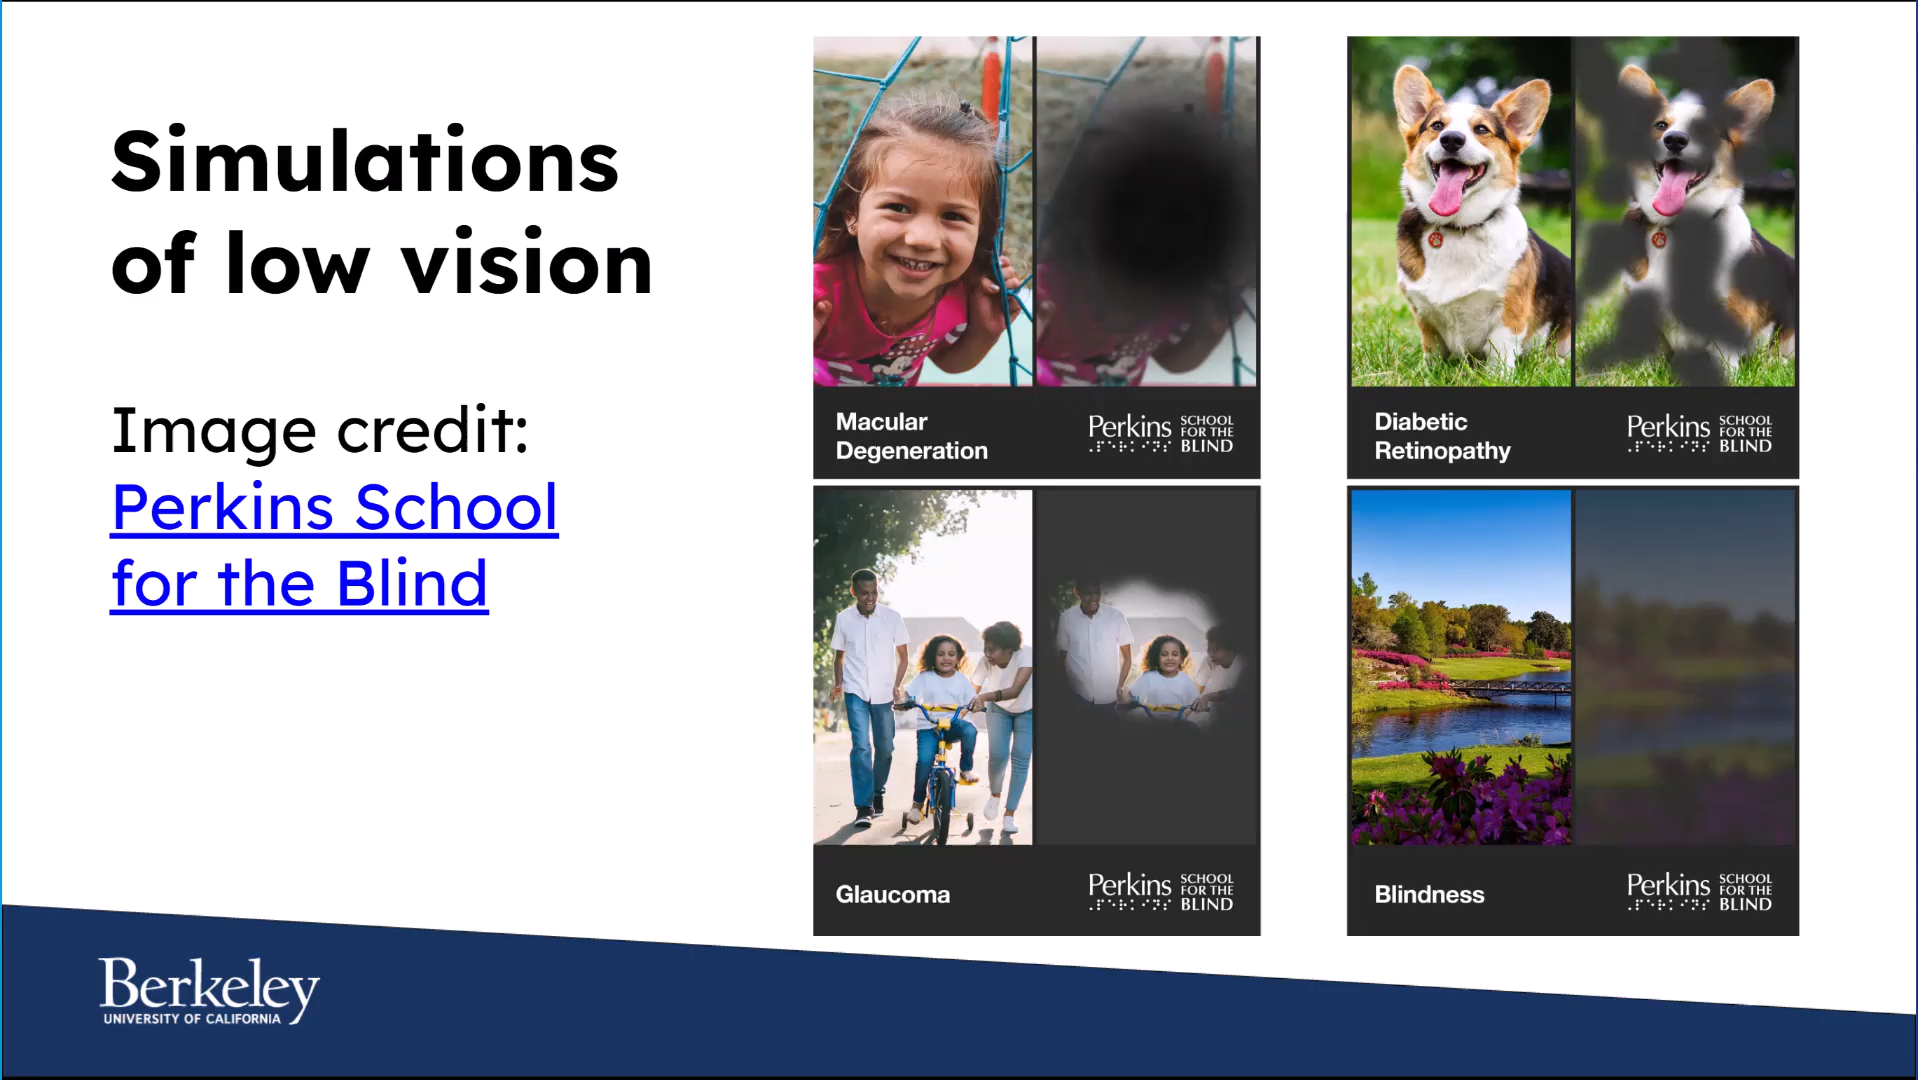 Simulations
of low vision
Image credit:
Perkins School
for the Blind
Macular
Degeneration
Perkins SCHOOL
FOR THE
⠠⠏⠑⠗⠅⠊⠝⠎ BLIND
Diabetic
Retinopathy
Perkins SCHOOL
FOR THE
⠠⠏⠑⠗⠅⠊⠝⠎ BLIND
Glaucoma
Perkins SCHOOL
FOR THE
⠠⠏⠑⠗⠅⠊⠝⠎ BLIND
Blindness
Perkins SCHOOL
FOR THE
⠠⠏⠑⠗⠅⠊⠝⠎ BLIND
Berkeley
UNIVERSITY OF CALIFORNIA